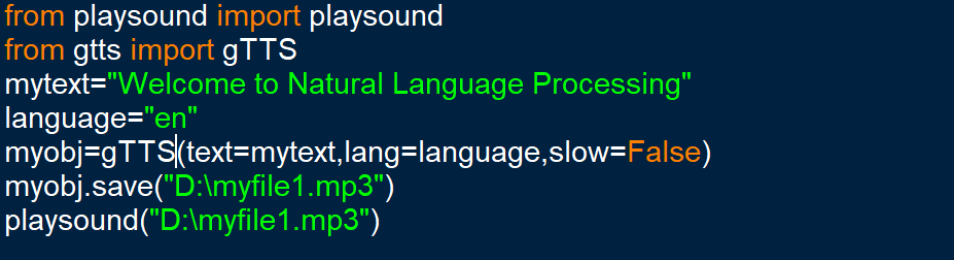 from playsound import playsound
from gtts import gTTS
mytext="Welcome to Natural Language Processing"
language="en"
myobj=gTTS(text=mytext,lang=language,slow=False)
myobj.save("D:\myfile1.mp3")
playsound("D:\myfile1.mp3")